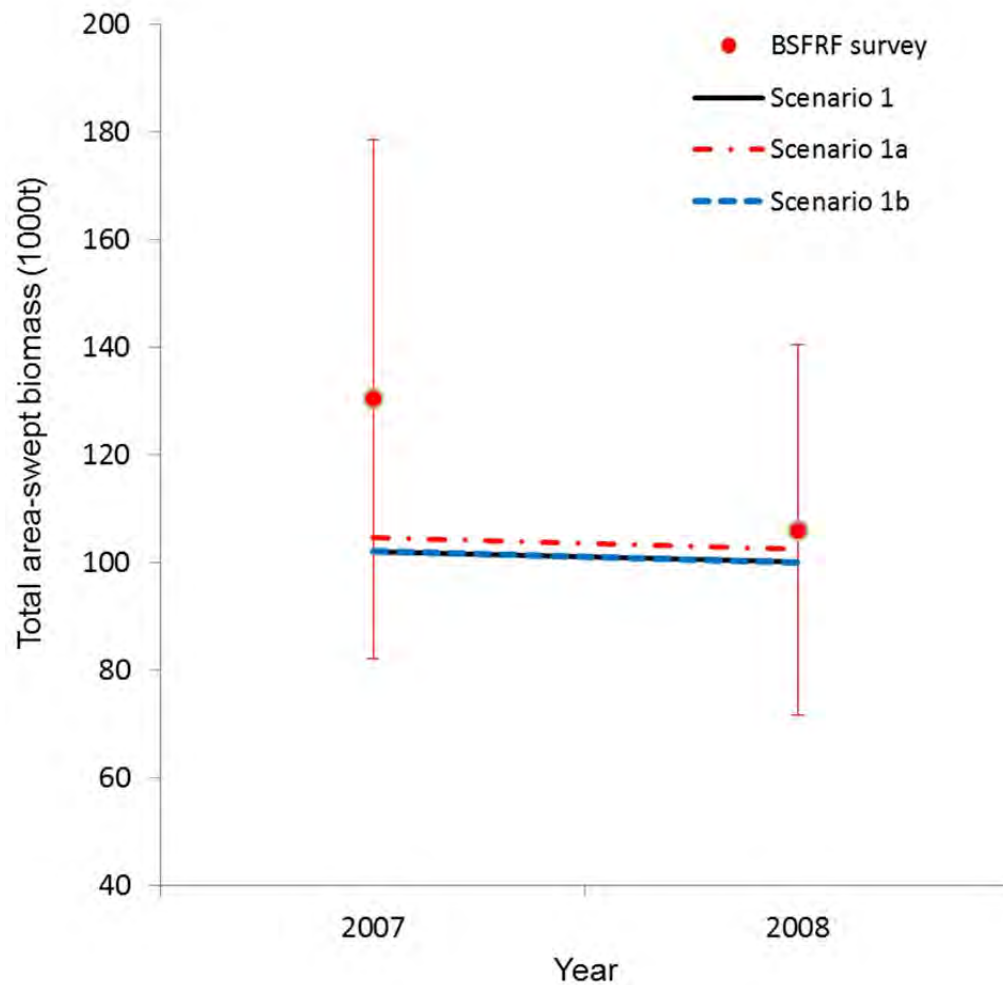 200
180
160
140
120
100
80
60
40
Total area-swept biomass (1000t)
BSFRF survey
Scenario 1
Scenario 1a
Scenario 1b
2007
2008
Year